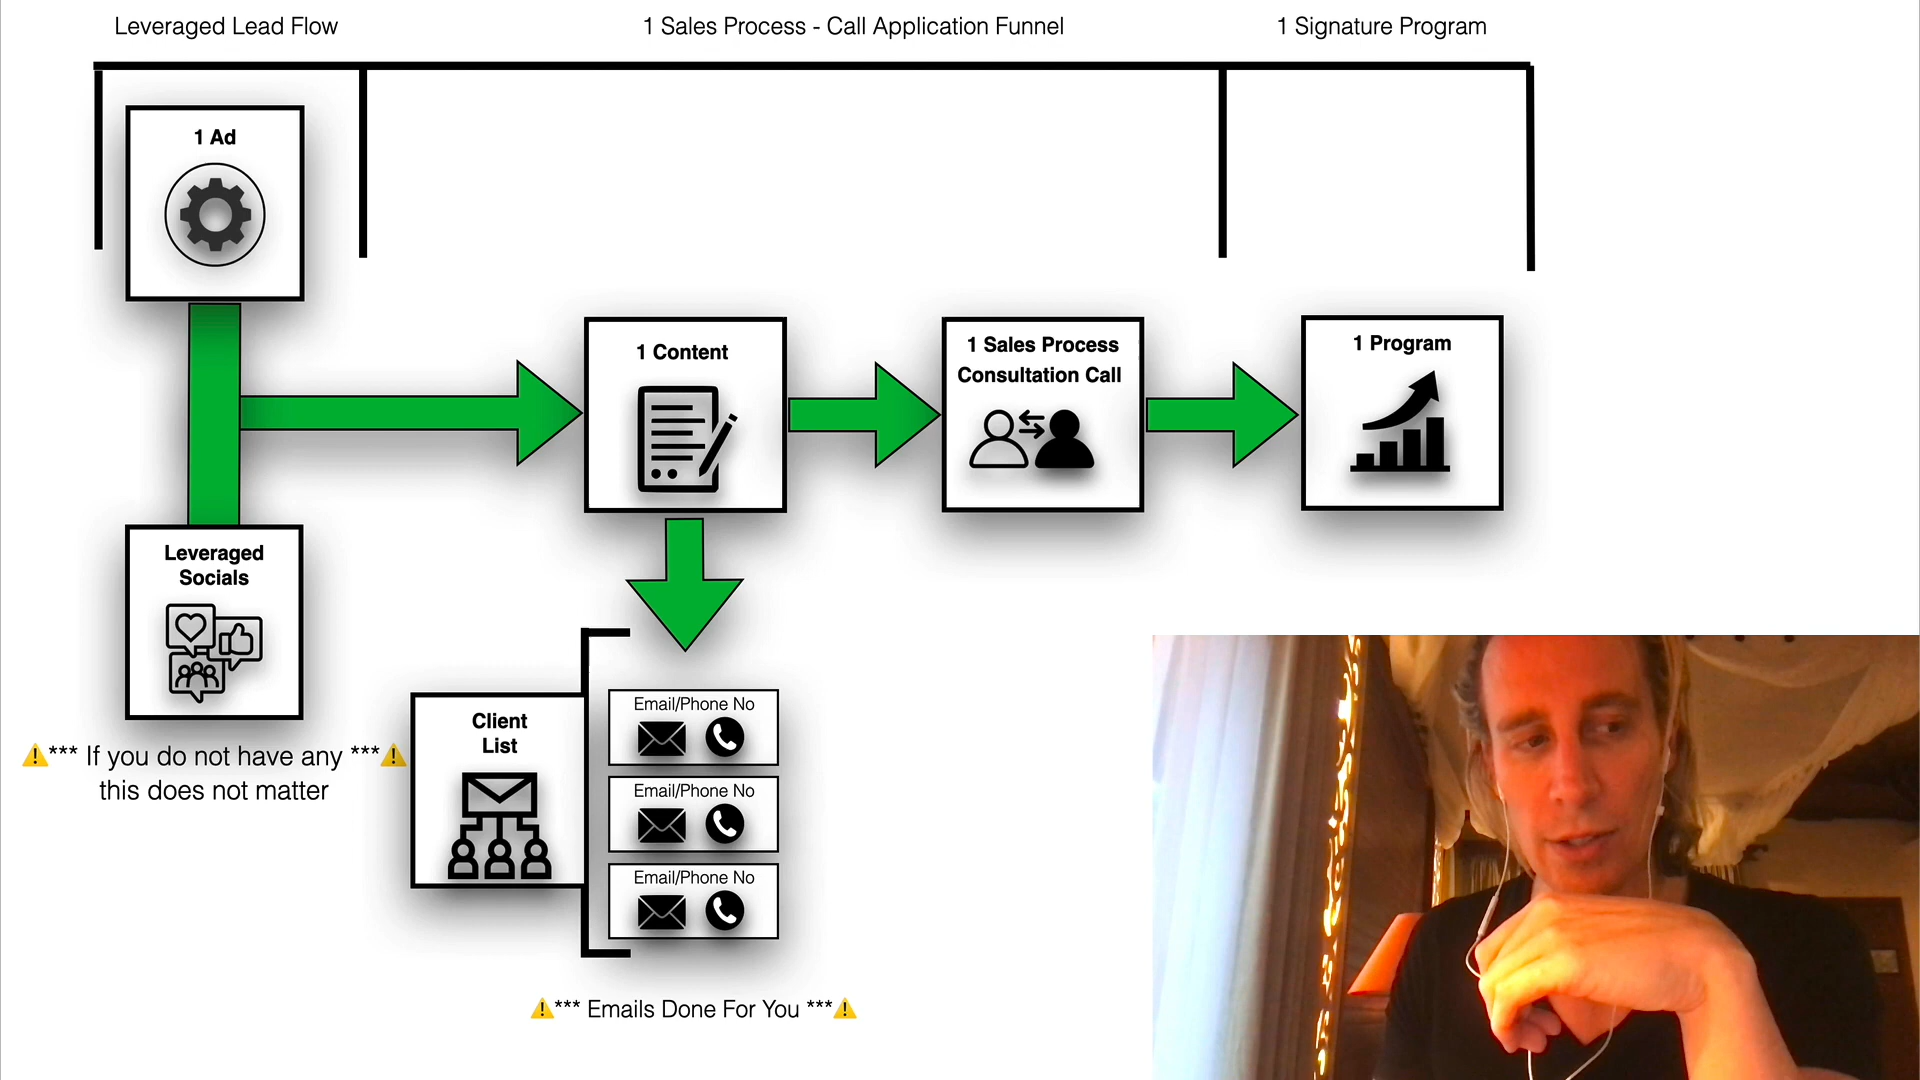 Leveraged Lead Flow
1 Sales Process - Call Application Funnel
1 Signature Program
1 Ad
1 Content
1 Sales Process
Consultation Call
1 Program
Leveraged
Socials
⚠️*** If you do not have any ***⚠️
this does not matter
Client
List
Email/Phone No
Email/Phone No
Email/Phone No
⚠️*** Emails Done For You ***⚠️